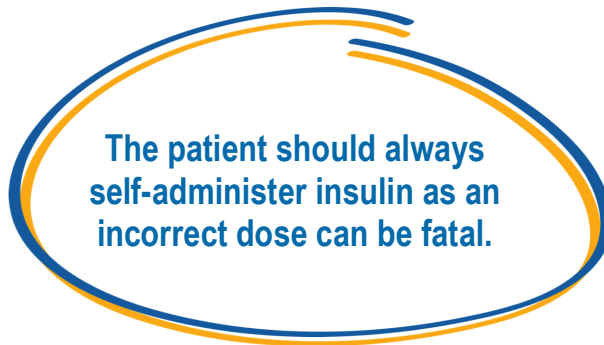 The patient should always
self-administer insulin as an
incorrect dose can be fatal.